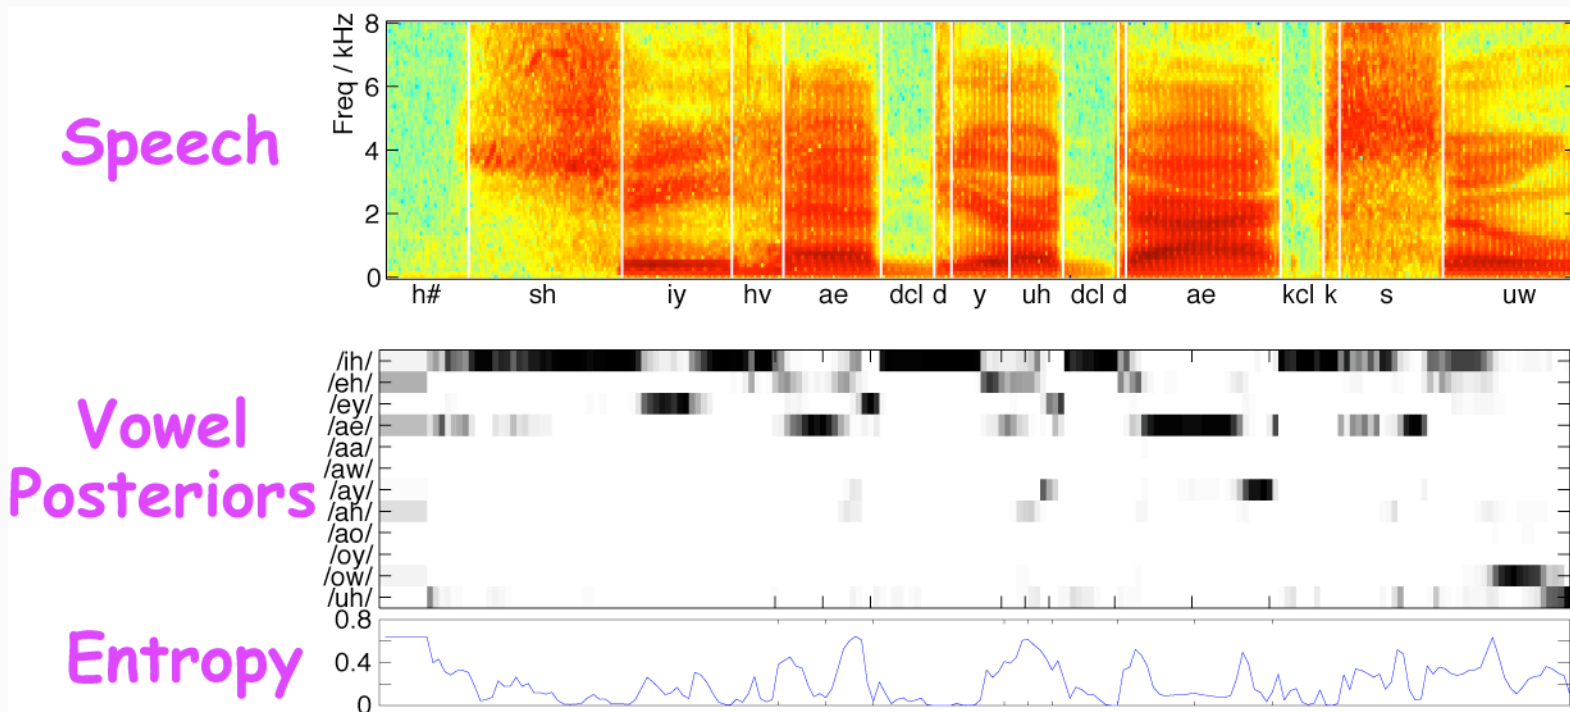 Speech
Freq / kHz
8
6
4
2
0
h# sh iy hv ae dcl d y uh dcl d ae kcl k s uw
Vowel
Posteriors
/ih/
/eh/
/ey/
/ae/
/aa/
/aw/
/ay/
/ah/
/ao/
/oy/
/ow/
/uh/
Entropy
0.8
0.4
0